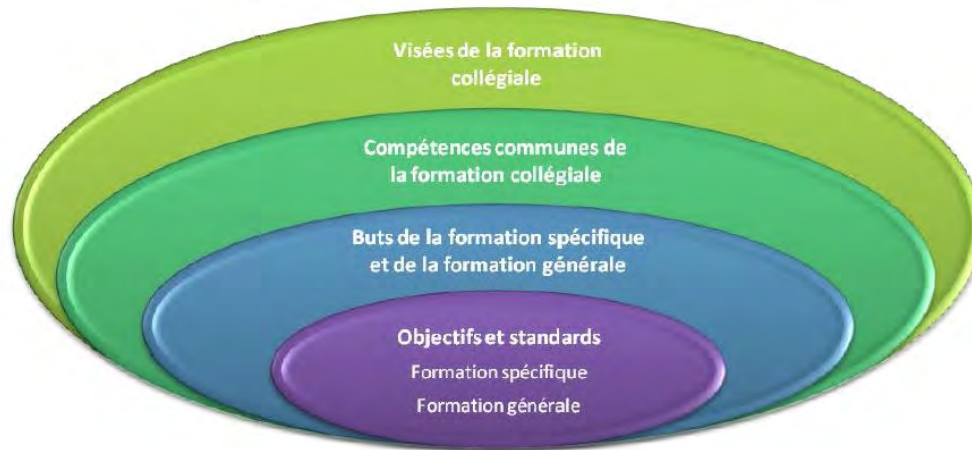 Visées de la formation
collégiale
Compétences communes de
la formation collégiale
Buts de la formation spécifique
et de la formation générale
Objectifs et standards
Formation spécifique
Formation générale